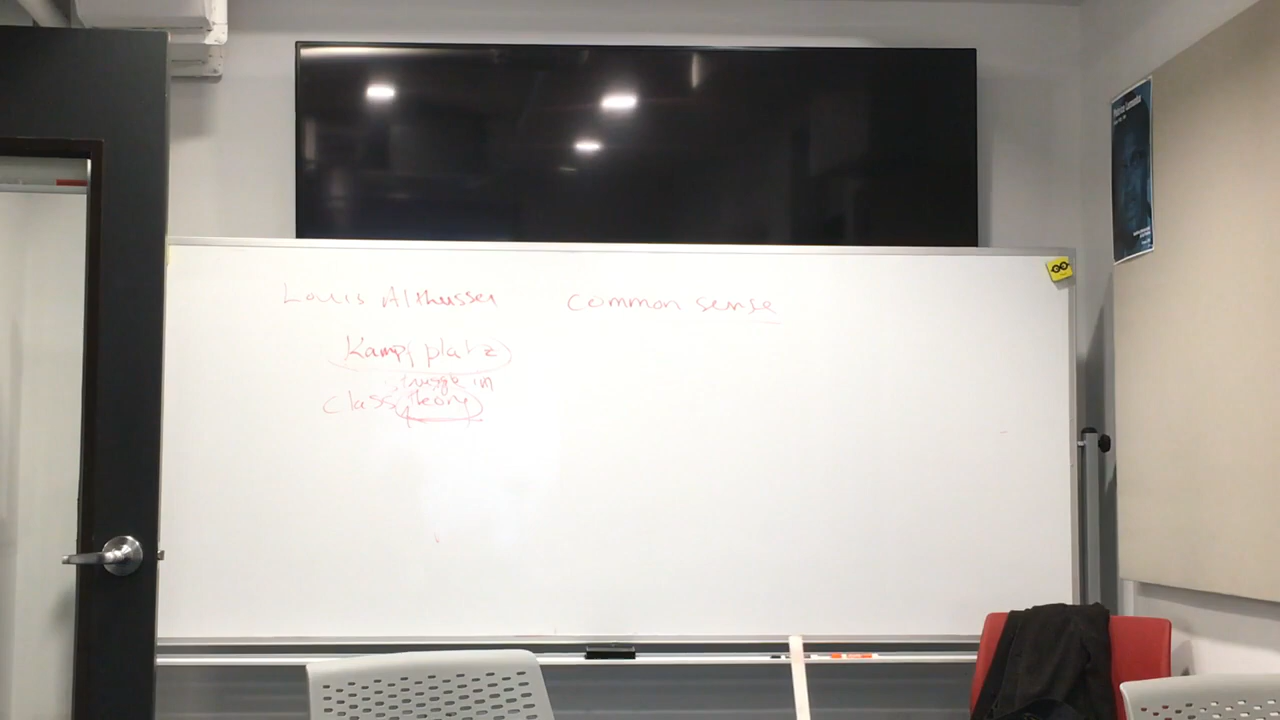 Louis Althusser
common sense
Kampfplatz
struggle in
class theory